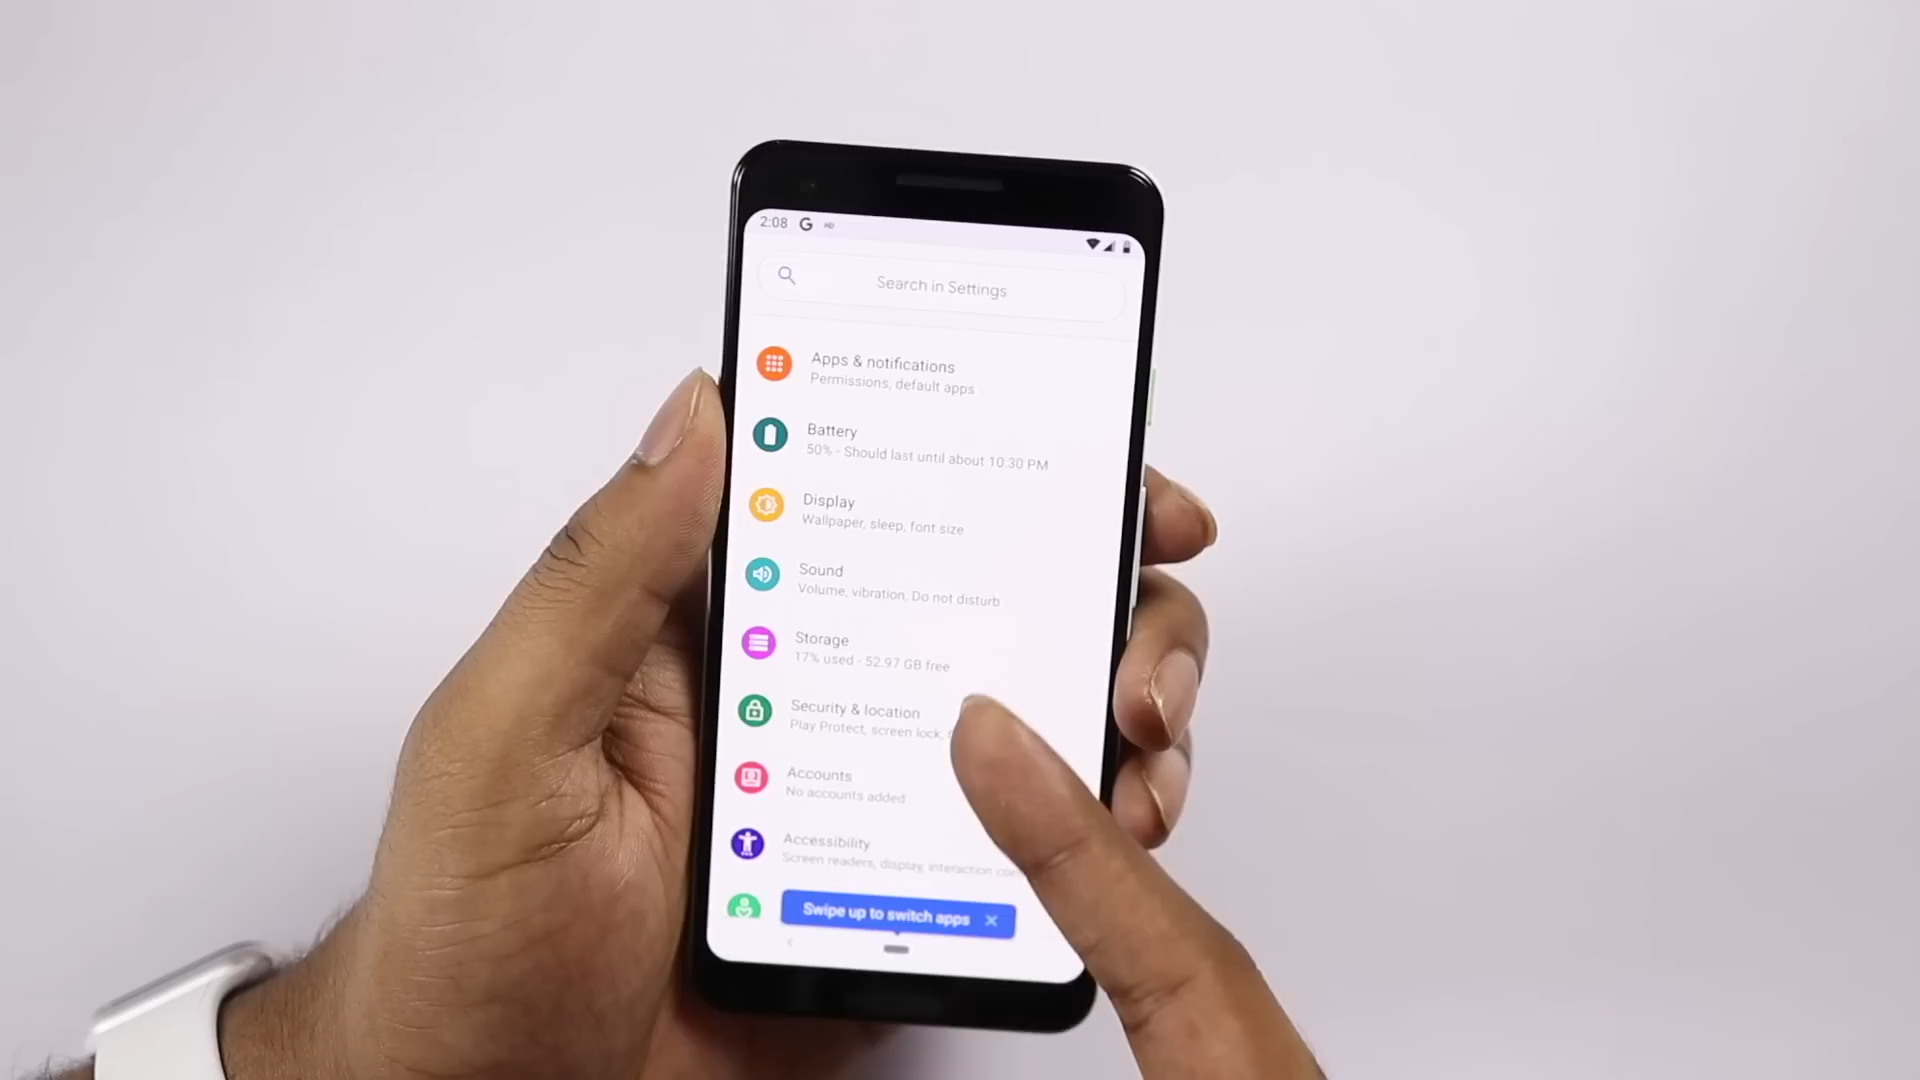 2:08 G HD
Search in Settings
Apps & notifications
Permissions, default apps
Battery
50% - Should last until about 10:30 PM
Display
Wallpaper, sleep, font size
Sound
Volume, vibration, Do not disturb
Storage
17% used - 52.97 GB free
Security & location
Play Protect, screen lock,
Accounts
No accounts added
Accessibility
Screen readers, display, interaction
Swipe up to switch apps